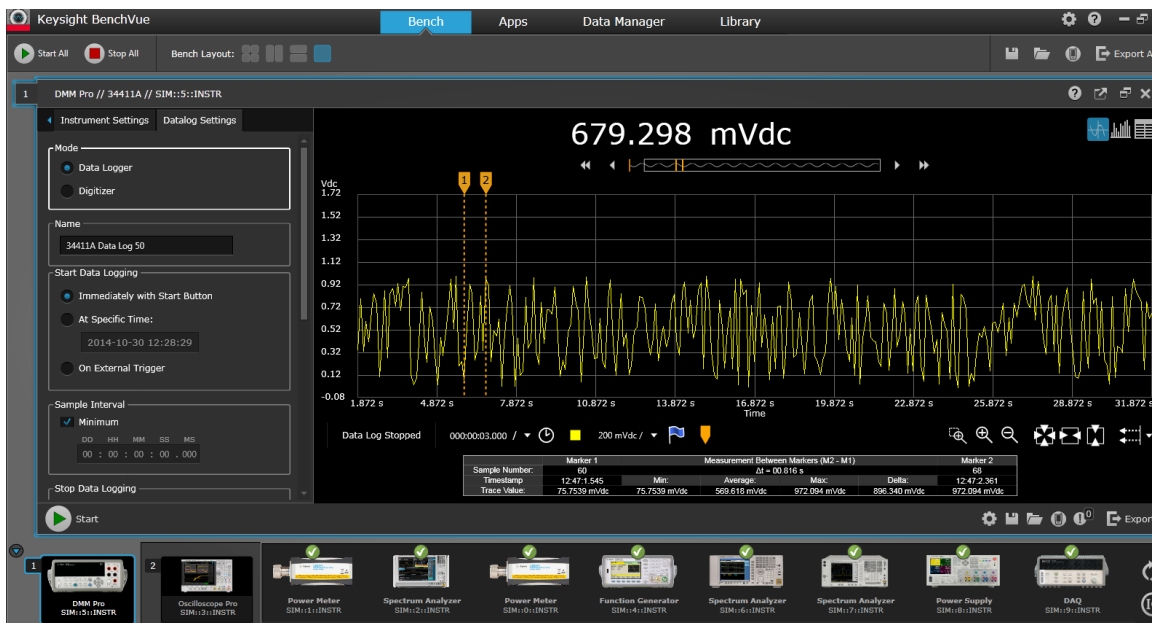 Keysight BenchVue
Bench Apps Data Manager Library
Start All Stop All Bench Layout: Export A
1 DMM Pro // 34411A // SIM::5::INSTR
Instrument Settings Datalog Settings
Mode
Data Logger
Digitizer
Name
34411A Data Log 50
Start Data Logging
Immediately with Start Button
At Specific Time:
2014-10-30 12:28:29
On External Trigger
Sample Interval
Minimum
DD HH MM SS MS
00 : 00 : 00 : 00 . 000
Stop Data Logging
679.298 mVdc
1 2
Vdc
1.72
1.52
1.32
1.12
0.92
0.72
0.52
0.32
0.12
-0.08
1.872 s 4.872 s 7.872 s 10.872 s 13.872 s 16.872 s 19.872 s 22.872 s 25.872 s 28.872 s 31.872 s
Time
Data Log Stopped 000:00:03.000 / 200 mVdc/
Marker 1 Measurement Between Markers (M2 - M1) Marker 2
Sample Number: 60 Δt = 00.816 s 68
Timestamp 12:47:1.545 Min: Average: Max: Delta: 12:47:2.361
Trace Value: 75.7539 mVdc 75.7539 mVdc 569.618 mVdc 972.094 mVdc 896.340 mVdc 972.094 mVdc
Start 0 Export
1 2
DMM Pro
SIM::5::INSTR
Oscilloscope Pro
SIM::3::INSTR
Power Meter
SIM::1::INSTR
Spectrum Analyzer
SIM::2::INSTR
Power Meter
SIM::0::INSTR
Function Generator
SIM::4::INSTR
Spectrum Analyzer
SIM::6::INSTR
Spectrum Analyzer
SIM::7::INSTR
Power Supply
SIM::8::INSTR
DAQ
SIM::9::INSTR